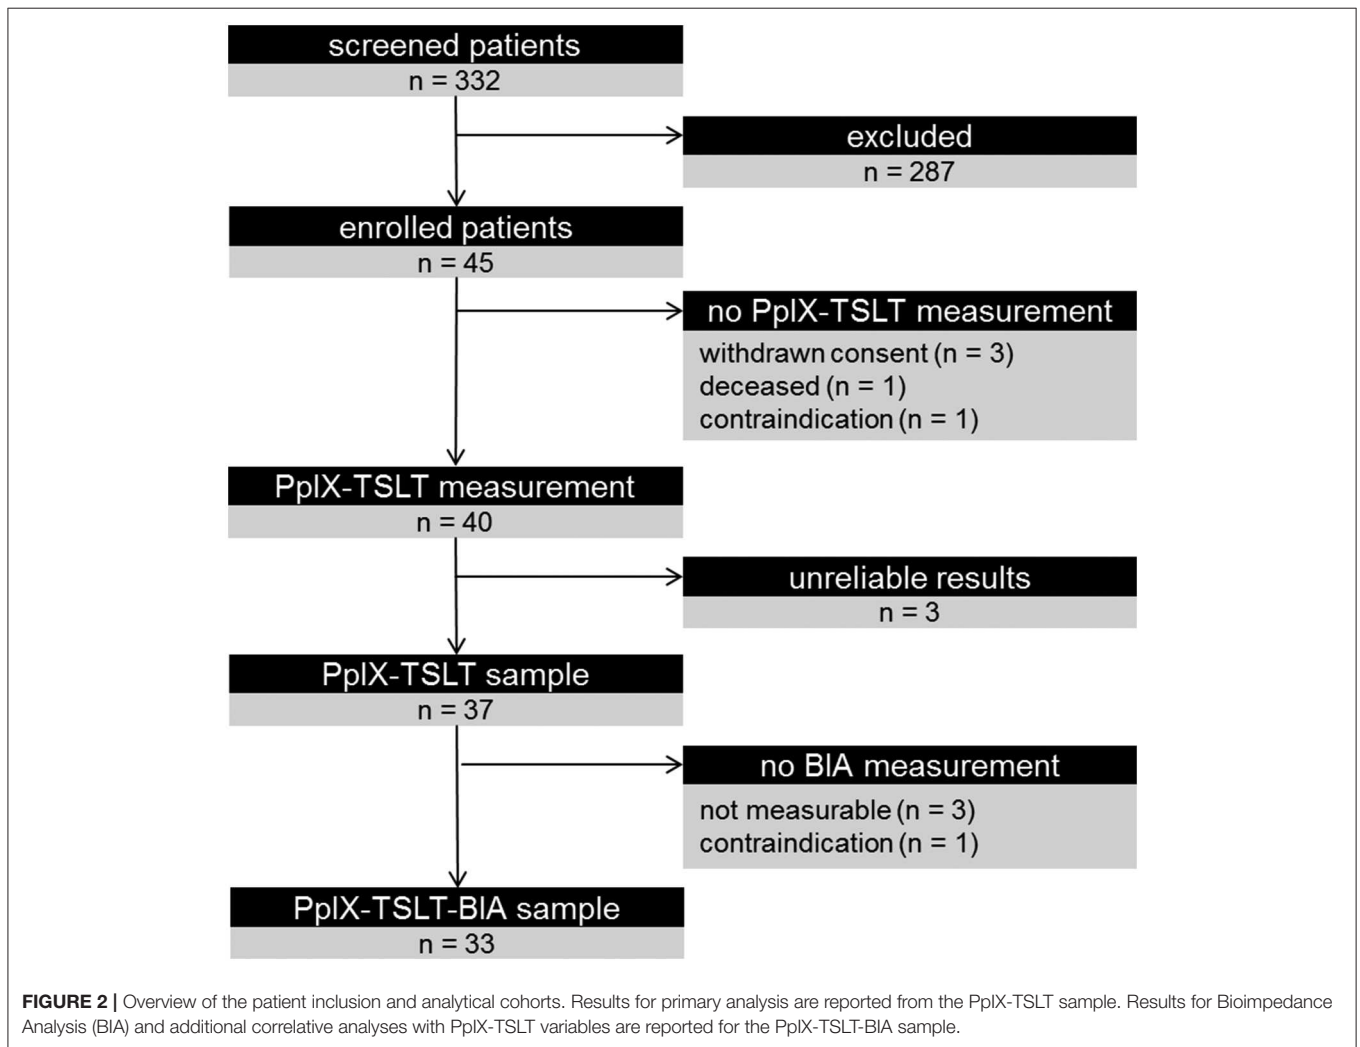 screened patients
n = 332
excluded
n = 287
enrolled patients
n = 45
no PpIX-TSLT measurement
withdrawn consent (n = 3)
deceased (n = 1)
contraindication (n = 1)
PpIX-TSLT measurement
n = 40
unreliable results
n = 3
PpIX-TSLT sample
n = 37
no BIA measurement
not measurable (n = 3)
contraindication (n = 1)
PpIX-TSLT-BIA sample
n = 33
FIGURE 2 | Overview of the patient inclusion and analytical cohorts. Results for primary analysis are reported from the PpIX-TSLT sample. Results for Bioimpedance
Analysis (BIA) and additional correlative analyses with PpIX-TSLT variables are reported for the PpIX-TSLT-BIA sample.